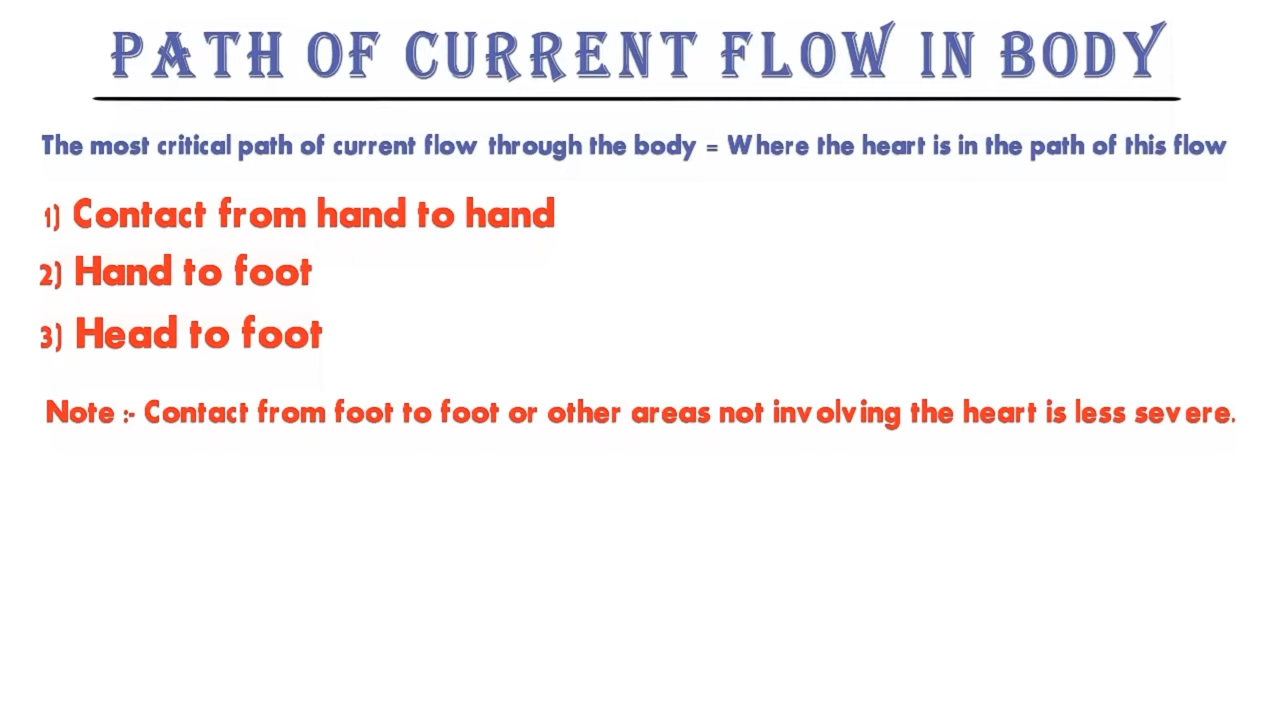 PATH OF CURRENT FLOW IN BODY
The most critical path of current flow through the body = Where the heart is in the path of this flow
1) Contact from hand to hand
2) Hand to foot
3) Head to foot
Note :- Contact from foot to foot or other areas not involving the heart is less severe.